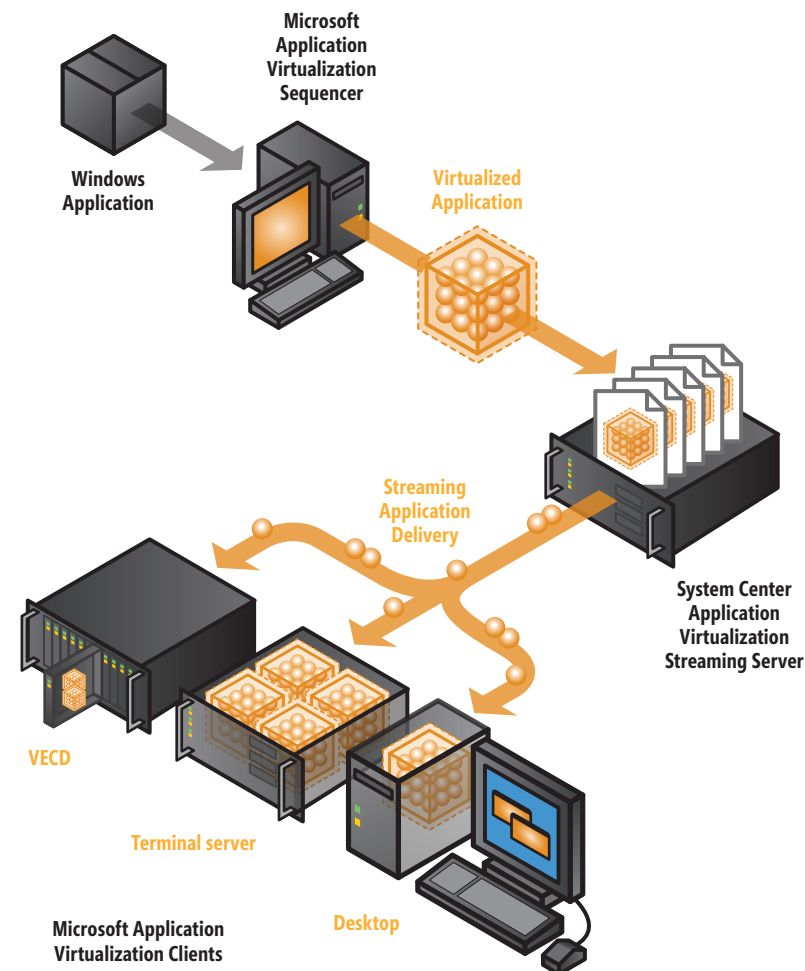 Microsoft
Application
Virtualization
Sequencer
Windows
Application
Virtualized
Application
Streaming
Application
Delivery
System Center
Application
Virtualization
Streaming Server
VECD
Terminal server
Desktop
Microsoft Application
Virtualization Clients